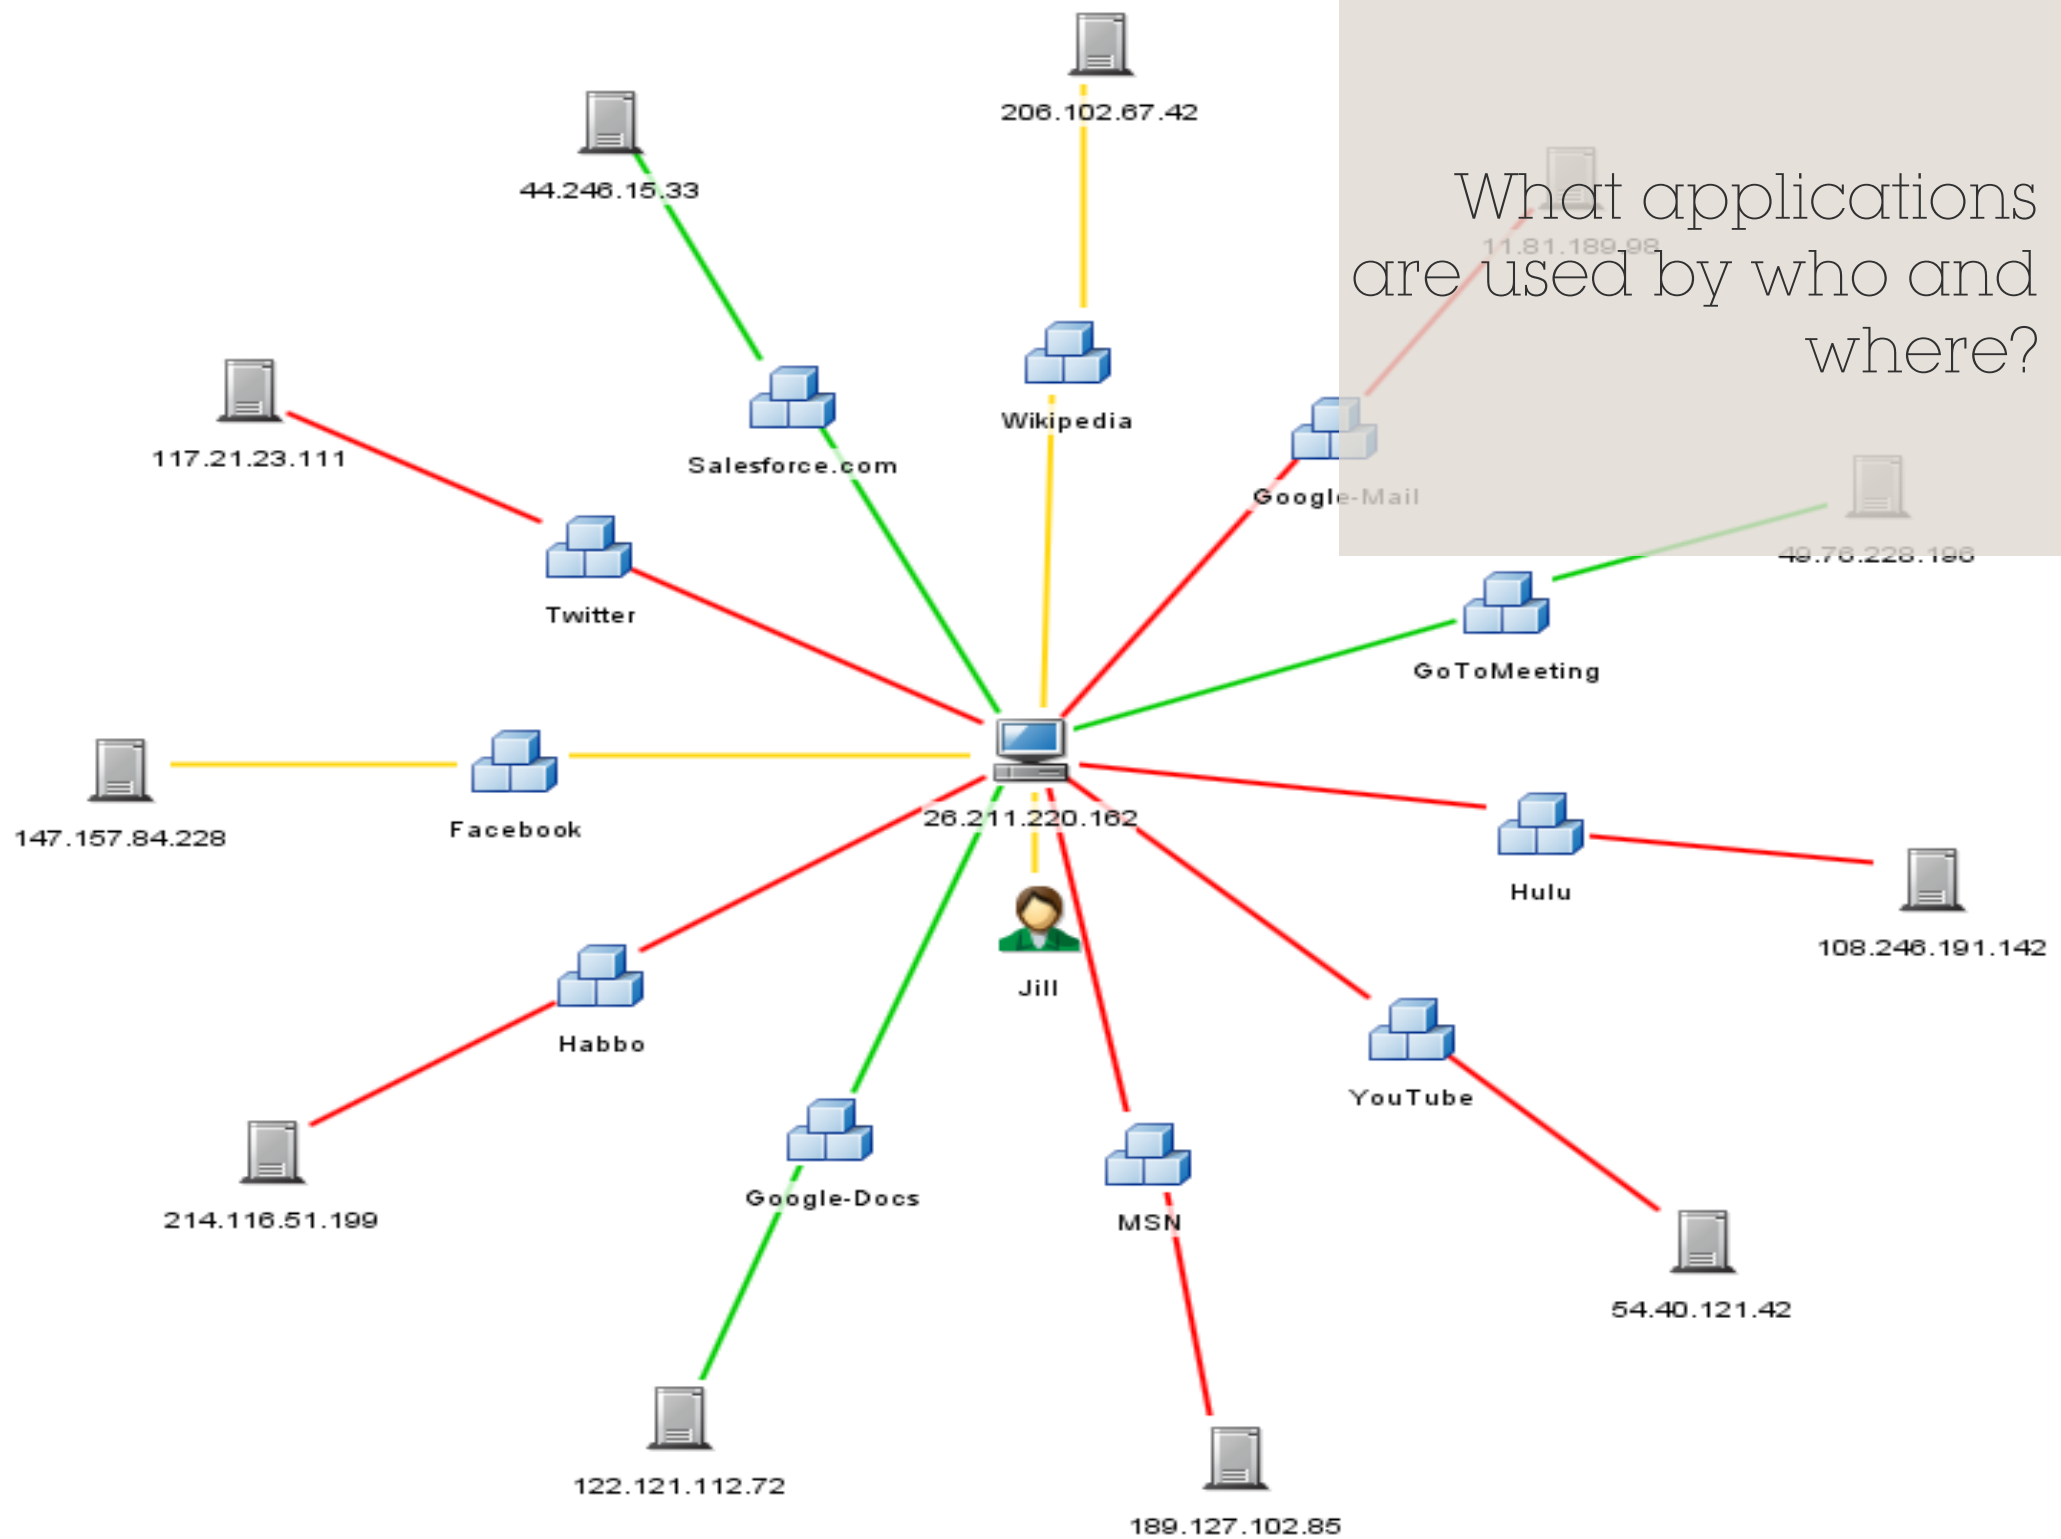 206.102.67.42
44.246.15.33
What applications
11.81.189.98
are used by who and
where?
Wikipedia
117.21.23.111
Salesforce.com
Google-Mail
49.76.228.196
Twitter
GoToMeeting
26.211.220.162
Facebook
147.157.84.228
Hulu
108.246.191.142
Jill
Habbo
YouTube
Google-Docs
214.116.51.199
MSN
54.40.121.42
122.121.112.72
189.127.102.85